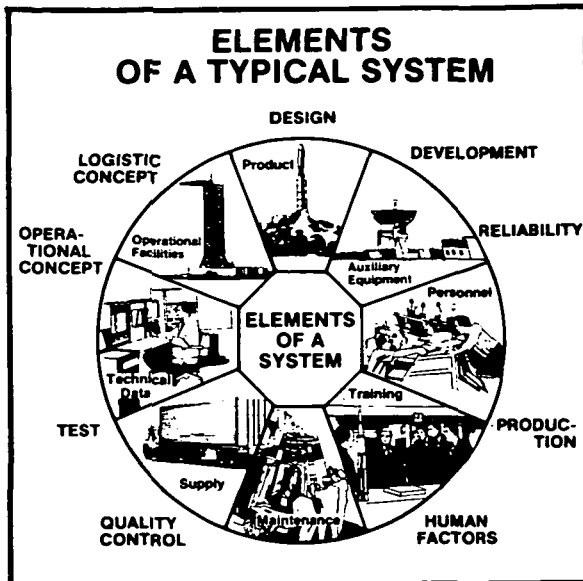 ELEMENTS
OF A TYPICAL SYSTEM
DESIGN
LOGISTIC
CONCEPT
DEVELOPMENT
OPERA-
TIONAL
CONCEPT
RELIABILITY
Product
Operational
Facilities
Auxiliary
Equipment
Personnel
ELEMENTS
OF A
SYSTEM
Technical
Data
Training
Supply
Maintenance
TEST
PRODUC-
TION
QUALITY
CONTROL
HUMAN
FACTORS